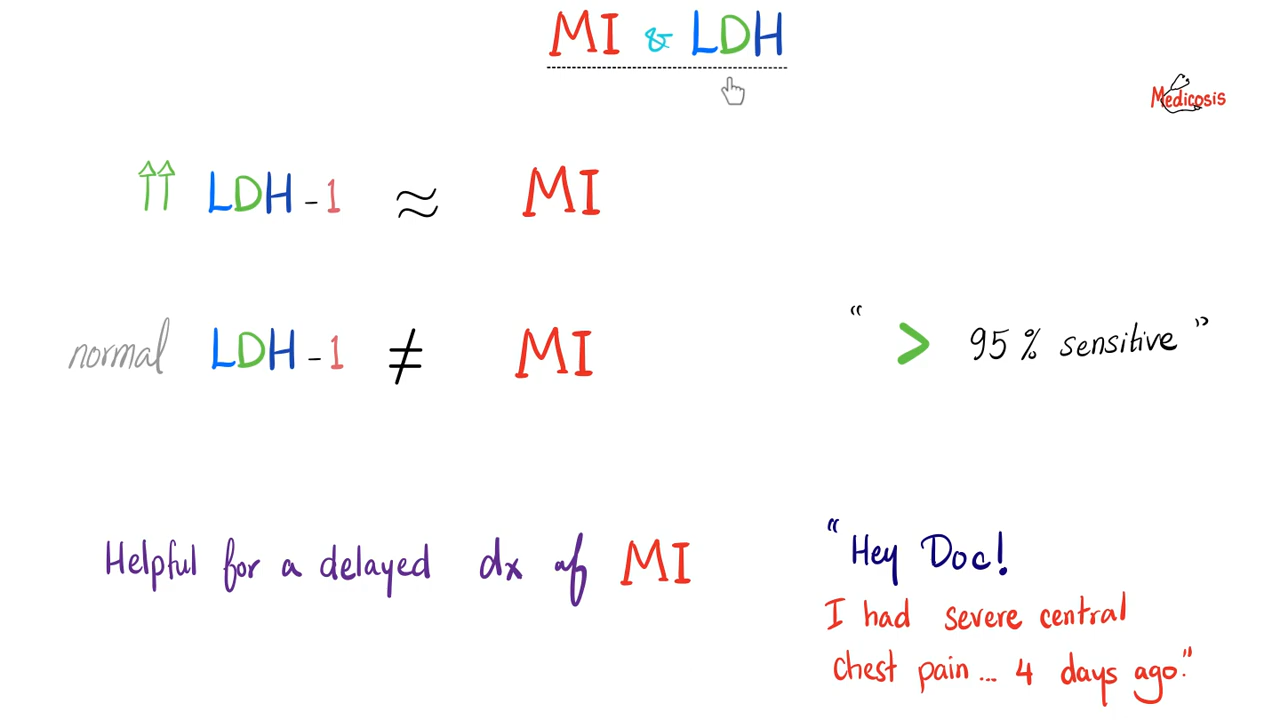 MI & LDH
Medicosis
↑↑ LDH-1 ≈ MI
normal LDH-1 ≠ MI
“ > 95% sensitive ”
Helpful for a delayed dx of MI
“Hey Doc!
I had severe central
chest pain... 4 days ago.”